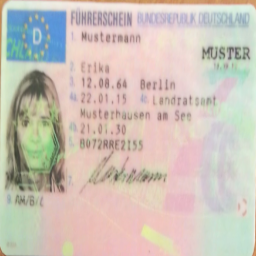 FÜHRERSCHEIN BUNDESREPUBLIK DEUTSCHLAND
D
1. Mustermann
MUSTER
2. Erika
3. 12.08.64 Berlin
4a. 22.01.15 4c. Landratsamt
Musterhausen am See
4b. 21.01.30
5. B072RRE2I55
7. Mustermann
9. AM/B/L